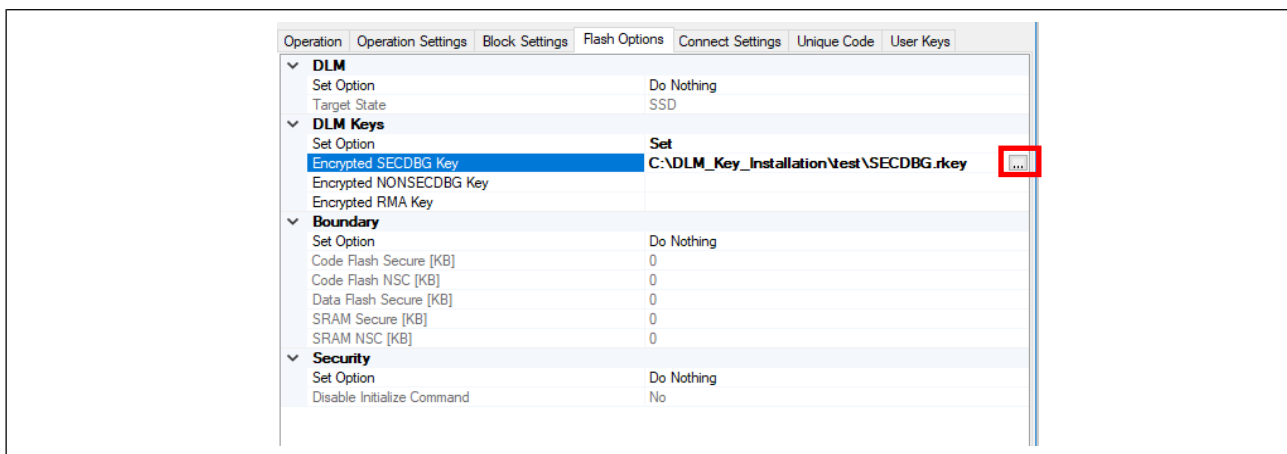 Operation Operation Settings Block Settings Flash Options Connect Settings Unique Code User Keys
DLM
Set Option Do Nothing
Target State SSD
DLM Keys
Set Option Set
Encrypted SECDBG Key C:\DLM_Key_Installation\test\SECDBG.rkey ...
Encrypted NONSECDBG Key
Encrypted RMA Key
Boundary
Set Option Do Nothing
Code Flash Secure [KB] 0
Code Flash NSC [KB] 0
Data Flash Secure [KB] 0
SRAM Secure [KB] 0
SRAM NSC [KB] 0
Security
Set Option Do Nothing
Disable Initialize Command No